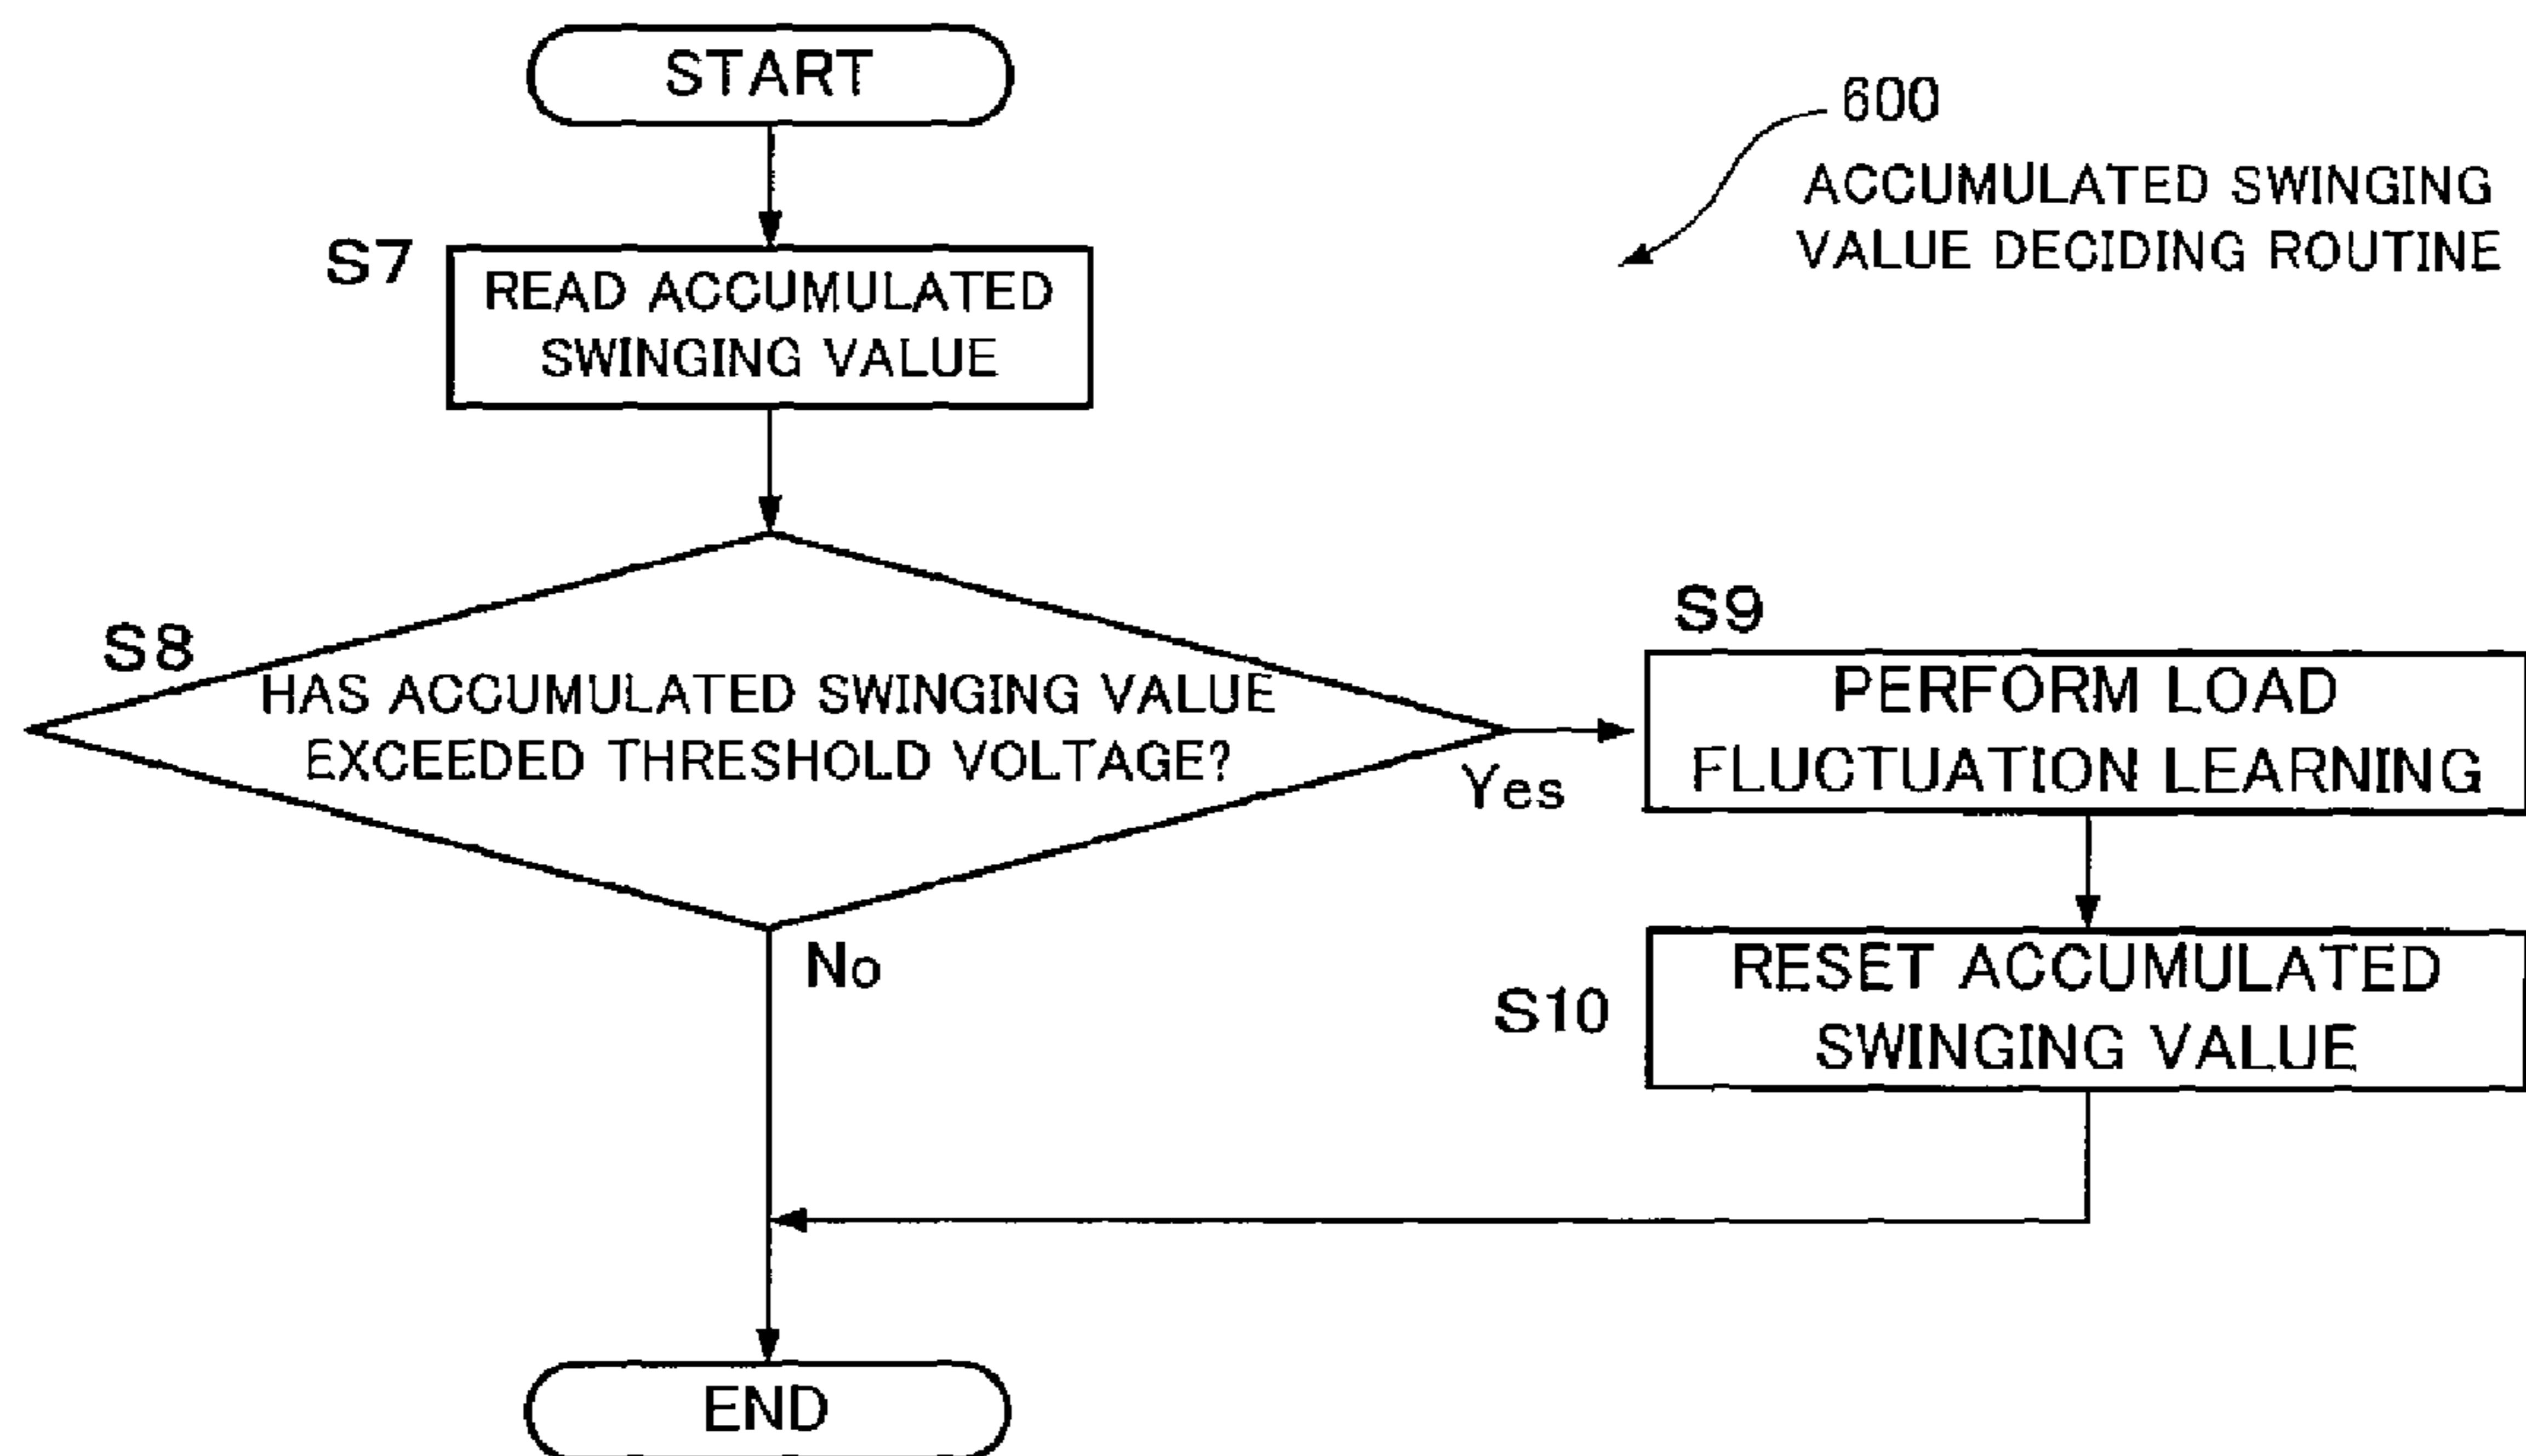 START
600
ACCUMULATED SWINGING
VALUE DECIDING ROUTINE
S7
READ ACCUMULATED
SWINGING VALUE
S8
HAS ACCUMULATED SWINGING VALUE
EXCEEDED THRESHOLD VOLTAGE?
Yes
No
S9
PERFORM LOAD
FLUCTUATION LEARNING
S10
RESET ACCUMULATED
SWINGING VALUE
END